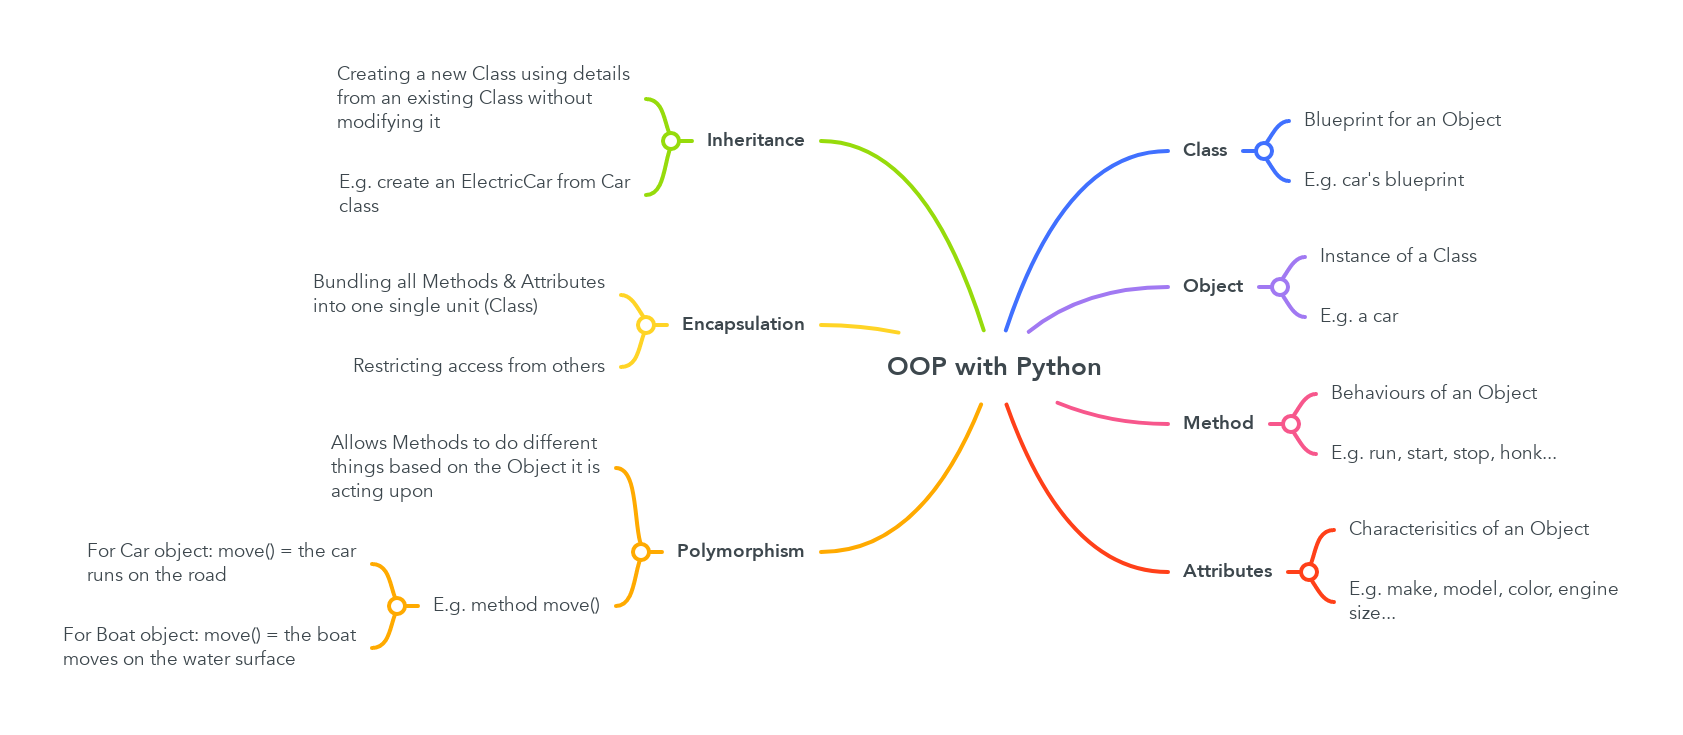 OOP with Python
Class
Blueprint for an Object
E.g. car's blueprint
Object
Instance of a Class
E.g. a car
Method
Behaviours of an Object
E.g. run, start, stop, honk...
Attributes
Characterisitics of an Object
E.g. make, model, color, engine
size...
Inheritance
Creating a new Class using details
from an existing Class without
modifying it
E.g. create an ElectricCar from Car
class
Encapsulation
Bundling all Methods & Attributes
into one single unit (Class)
Restricting access from others
Polymorphism
Allows Methods to do different
things based on the Object it is
acting upon
E.g. method move()
For Car object: move() = the car
runs on the road
For Boat object: move() = the boat
moves on the water surface